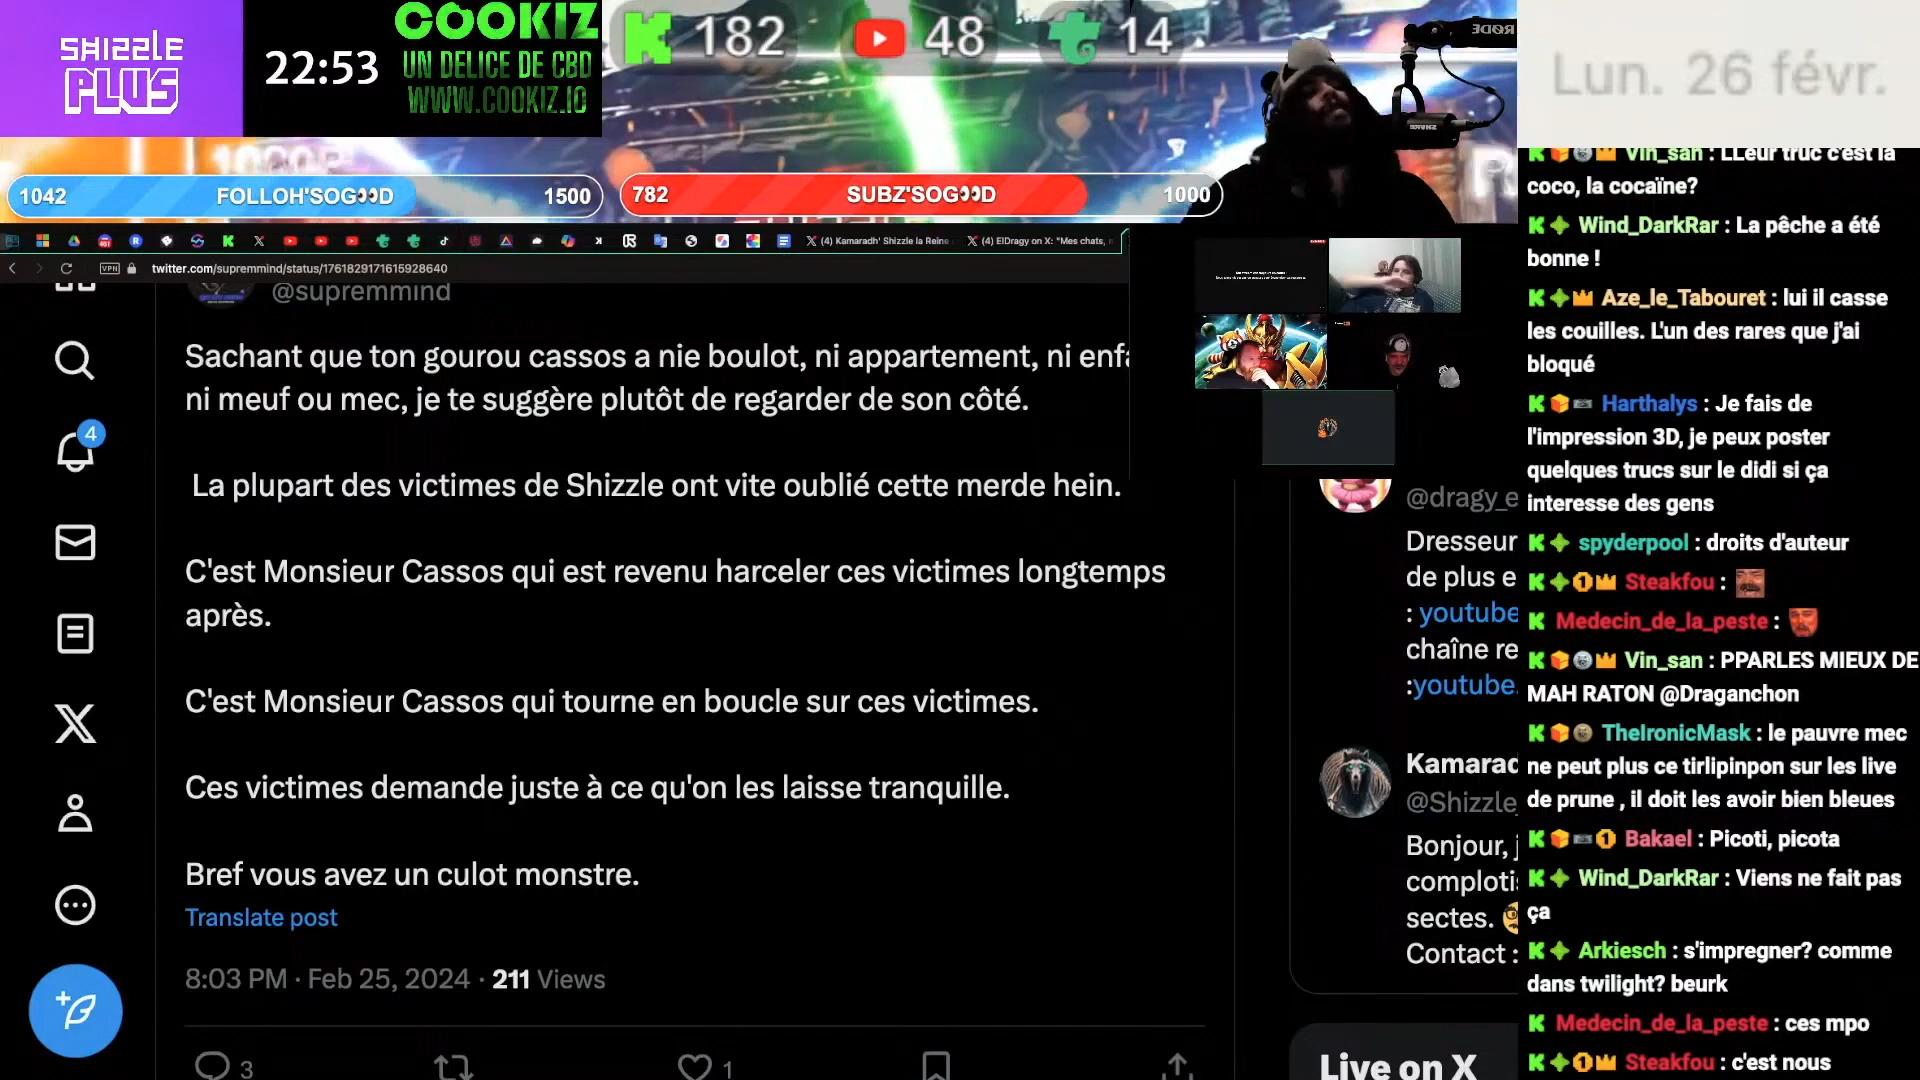 SHIZZLE
PLUS
22:53
COOKIZ
UN DELICE DE CBD
WWW.COOKIZ.IO
182
48
14
RØDE
Lun. 26 févr.
1042 FOLLOH'SOG👀D 1500
782 SUBZ'SOG👀D 1000
(4) Kamaradh' Shizzle la Reine
(4) ElDragy on X: "Mes chats,
VPN twitter.com/supremmind/status/1761829171615928640
@supremmind
Sachant que ton gourou cassos a nie boulot, ni appartement, ni enfa
ni meuf ou mec, je te suggère plutôt de regarder de son côté.
La plupart des victimes de Shizzle ont vite oublié cette merde hein.
C'est Monsieur Cassos qui est revenu harceler ces victimes longtemps
après.
C'est Monsieur Cassos qui tourne en boucle sur ces victimes.
Ces victimes demande juste à ce qu'on les laisse tranquille.
Bref vous avez un culot monstre.
Translate post
8:03 PM · Feb 25, 2024 · 211 Views
3
1
4
@dragy_e
Dresseur
de plus e
: youtube
chaîne re
:youtube.
Kamarad
@Shizzle_
Bonjour, j
complotis
sectes.
Contact :
Live on X
Vin_san : LLeur truc c'est la
coco, la cocaïne?
Wind_DarkRar : La pêche a été
bonne !
Aze_le_Tabouret : lui il casse
les couilles. L'un des rares que j'ai
bloqué
Harthalys : Je fais de
l'impression 3D, je peux poster
quelques trucs sur le didi si ça
interesse des gens
spyderpool : droits d'auteur
Steakfou :
Medecin_de_la_peste :
Vin_san : PPARLES MIEUX DE
MAH RATON @Draganchon
TheIronicMask : le pauvre mec
ne peut plus ce tirlipinpon sur les live
de prune , il doit les avoir bien bleues
Bakael : Picoti, picota
Wind_DarkRar : Viens ne fait pas
ça
Arkiesch : s'impregner? comme
dans twilight? beurk
Medecin_de_la_peste : ces mpo
Steakfou : c'est nous